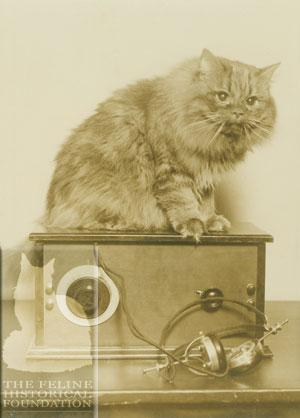 THE FELINE
HISTORICAL
FOUNDATION